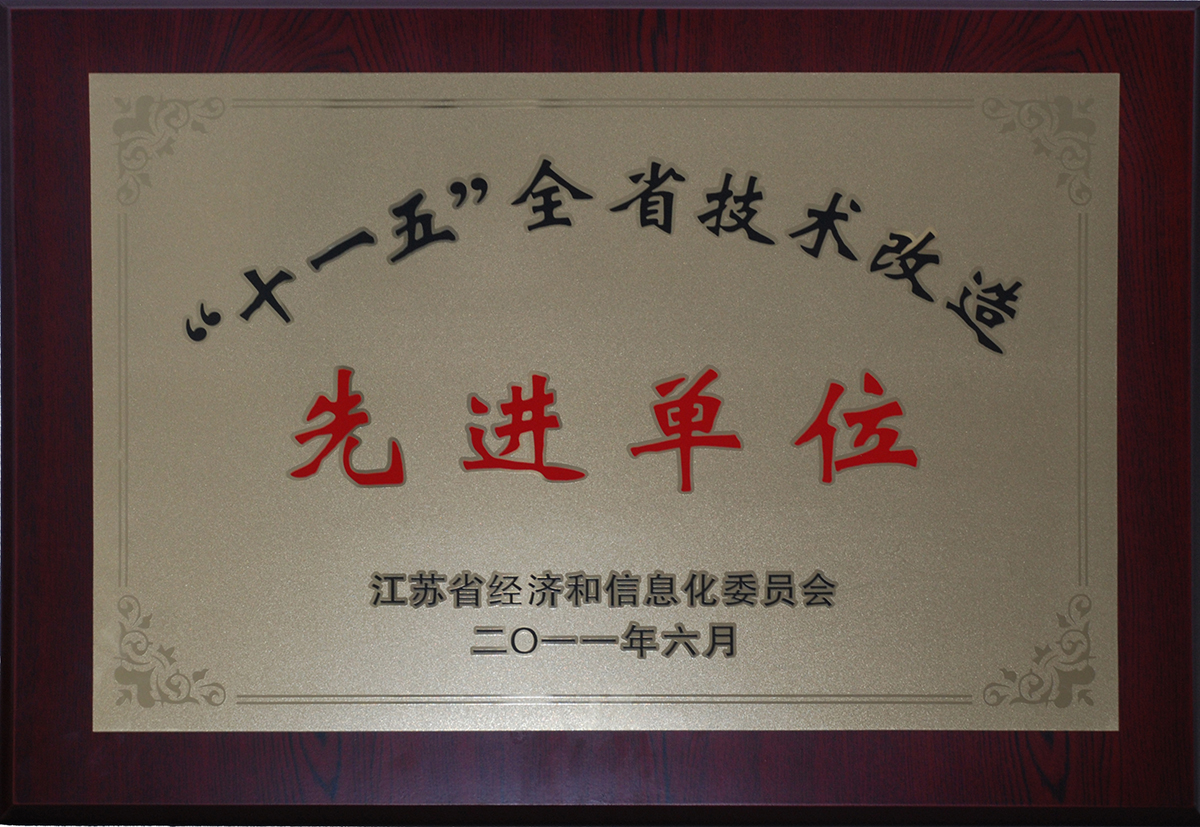 “十一五”全省技术改造
先进单位
江苏省经济和信息化委员会
二〇一一年六月